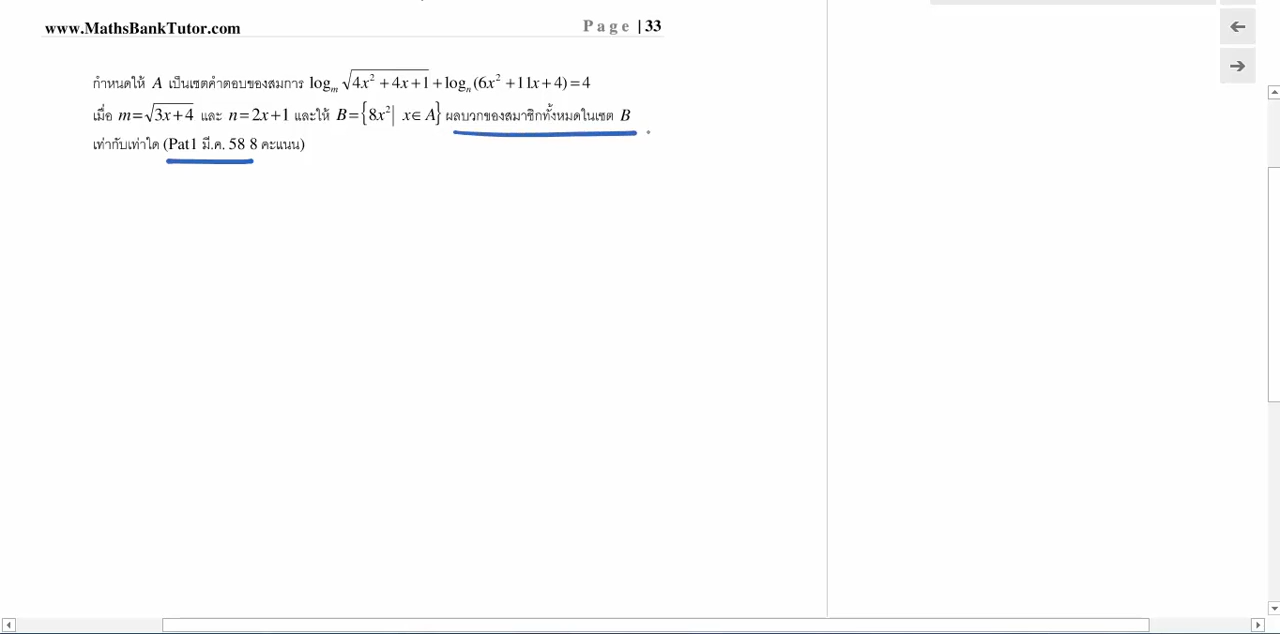 www.MathsBankTutor.com Page | 33
กำหนดให้ A เป็นเซตคำตอบของสมการ log_m √(4x² + 4x + 1) + log_n (6x² + 11x + 4) = 4
เมื่อ m = √(3x + 4) และ n = 2x + 1 และให้ B = {8x² | x ∈ A} ผลบวกของสมาชิกทั้งหมดในเซต B
เท่ากับเท่าใด (Pat1 มี.ค. 58 8 คะแนน)